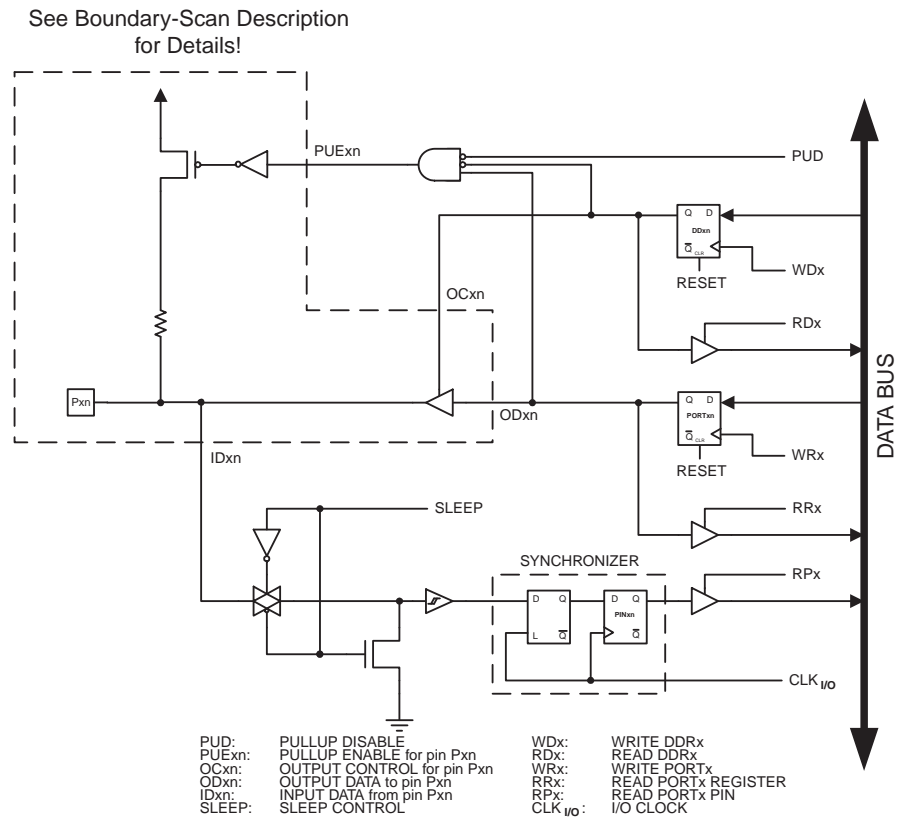 See Boundary-Scan Description
for Details!
PUExn
PUD
Q D
DDxn
Q CLR
WDx
RESET
OCxn
RDx
Pxn
ODxn
Q D
PORTxn
Q CLR
WRx
RESET
IDxn
SLEEP
RRx
SYNCHRONIZER
RPx
D Q
L Q
D Q
PINxn
Q
CLK I/O
DATA BUS
PUD: PULLUP DISABLE
PUExn: PULLUP ENABLE for pin Pxn
OCxn: OUTPUT CONTROL for pin Pxn
ODxn: OUTPUT DATA to pin Pxn
IDxn: INPUT DATA from pin Pxn
SLEEP: SLEEP CONTROL
WDx: WRITE DDRx
RDx: READ DDRx
WRx: WRITE PORTx
RRx: READ PORTx REGISTER
RPx: READ PORTx PIN
CLK I/O: I/O CLOCK